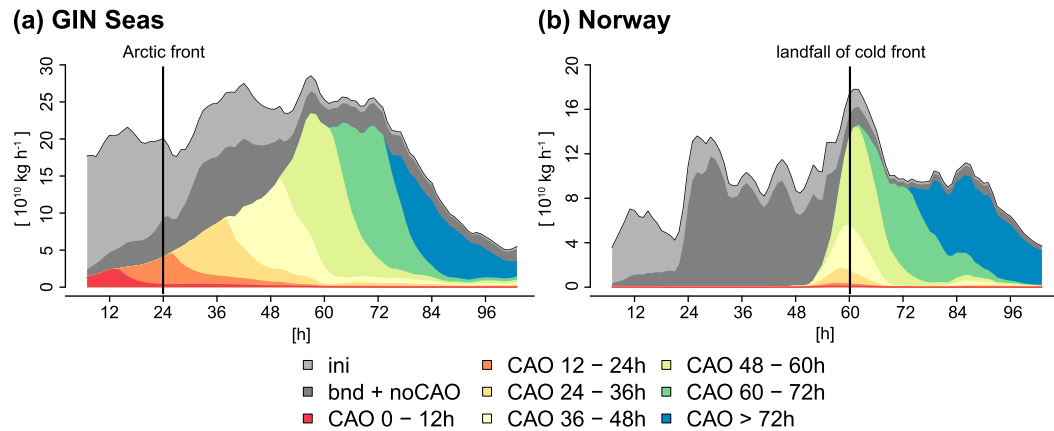 (a) GIN Seas
(b) Norway
Arctic front
landfall of cold front
30
25
20
15
10
5
0
[ 10¹⁰ kg h⁻¹ ]
12 24 36 48 60 72 84 96
[h]
20
16
12
8
4
0
[ 10¹⁰ kg h⁻¹ ]
12 24 36 48 60 72 84 96
[h]
ini
bnd + noCAO
CAO 0 − 12h
CAO 12 − 24h
CAO 24 − 36h
CAO 36 − 48h
CAO 48 − 60h
CAO 60 − 72h
CAO > 72h